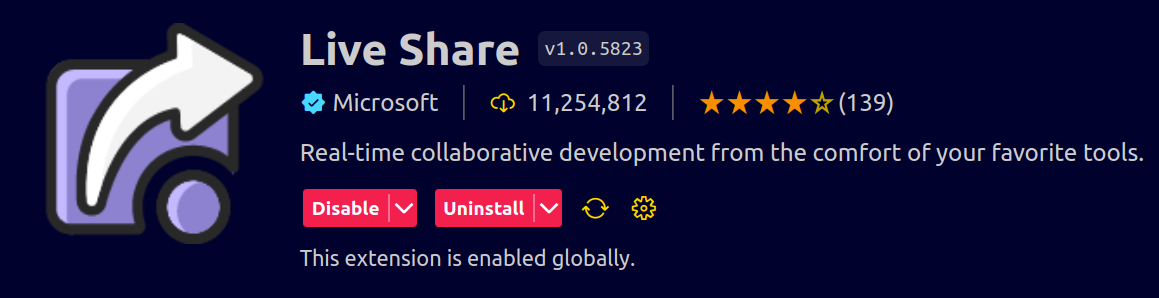 Live Share v1.0.5823
Microsoft 11,254,812 (139)
Real-time collaborative development from the comfort of your favorite tools.
Disable Uninstall
This extension is enabled globally.